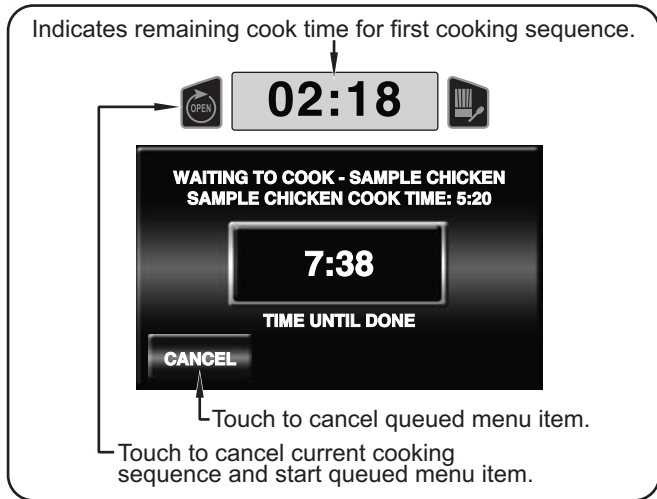 Indicates remaining cook time for first cooking sequence.
OPEN
02:18
WAITING TO COOK - SAMPLE CHICKEN
SAMPLE CHICKEN COOK TIME: 5:20
7:38
TIME UNTIL DONE
CANCEL
Touch to cancel queued menu item.
Touch to cancel current cooking
sequence and start queued menu item.